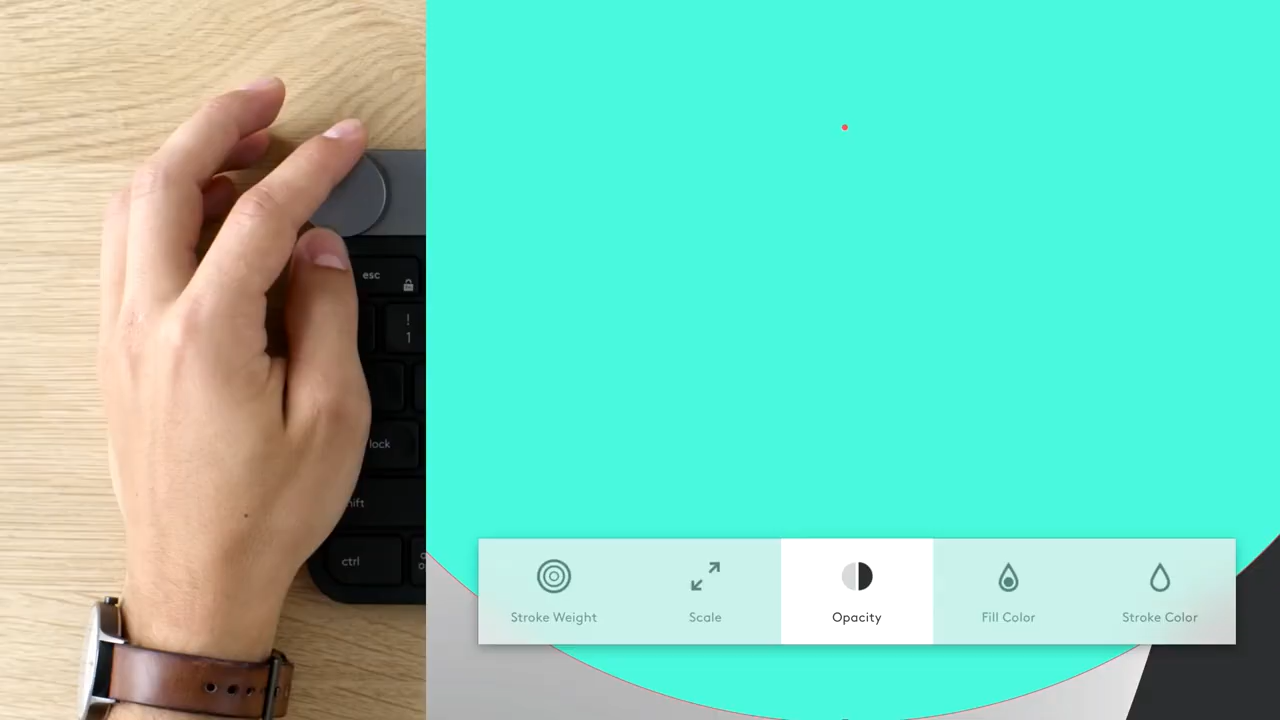 esc
!
1
lock
ctrl
Stroke Weight
Scale
Opacity
Fill Color
Stroke Color